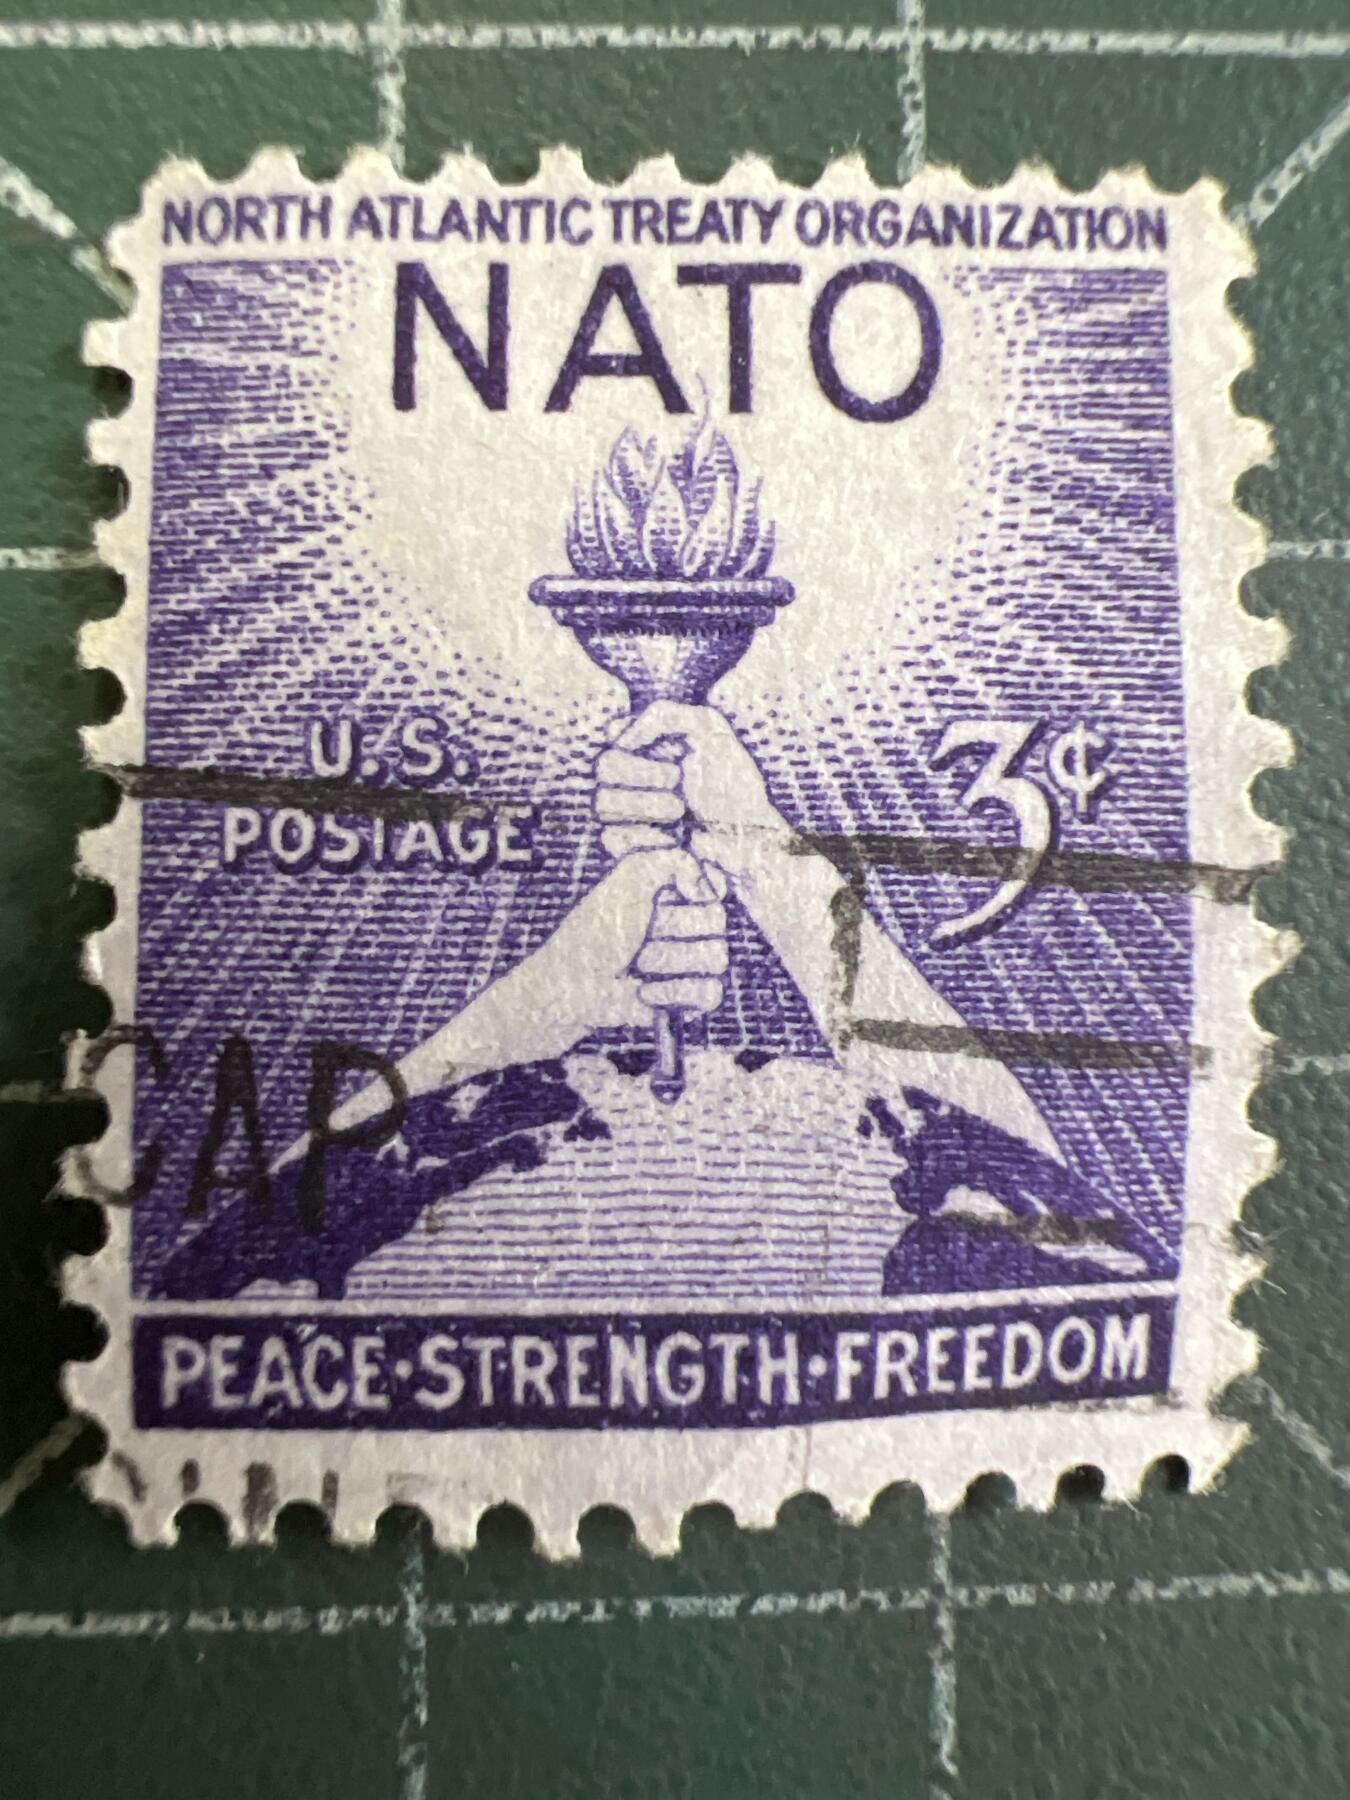 NORTH ATLANTIC TREATY ORGANIZATION
NATO
U.S.
POSTAGE
3¢
CAP
PEACE·STRENGTH·FREEDOM